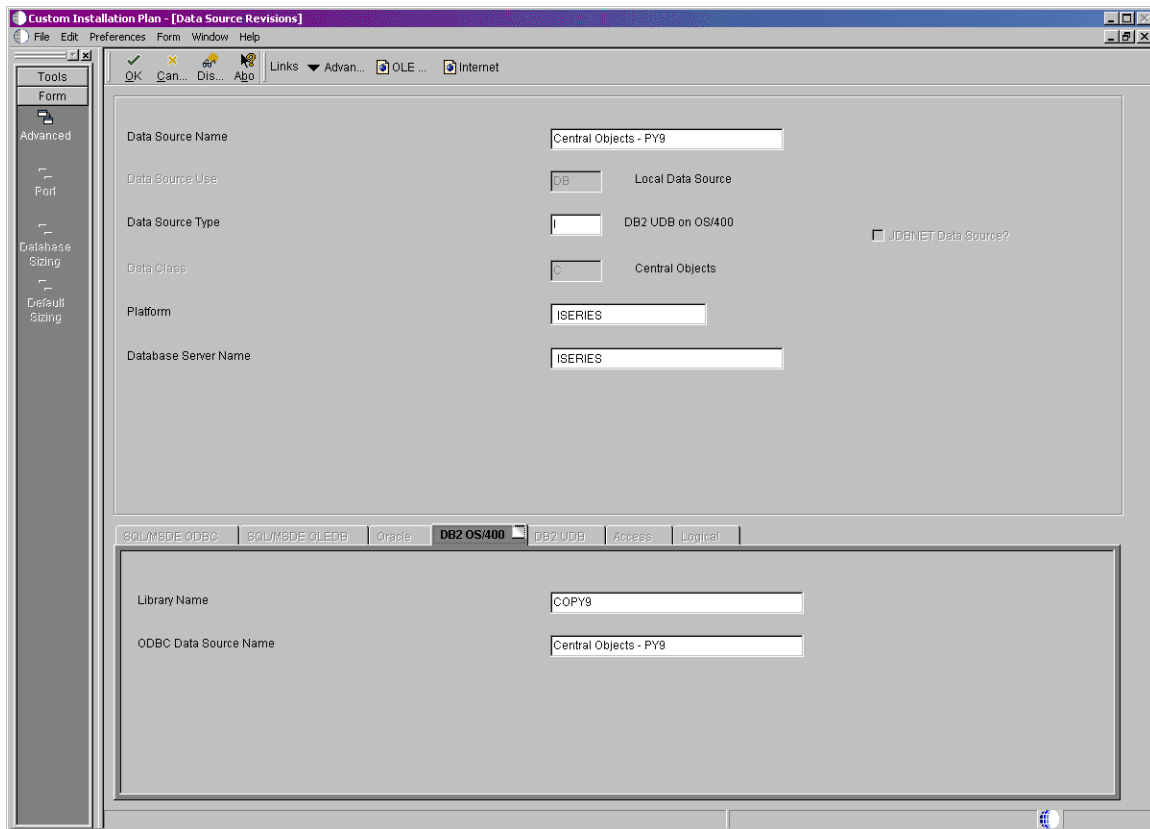 Custom Installation Plan - [Data Source Revisions]
File Edit Preferences Form Window Help
OK Can... Dis... Abo Links Advan... OLE ... Internet
Tools
Form
Advanced
Port
Database
Sizing
Default
Sizing
Data Source Name Central Objects - PY9
Data Source Use DB Local Data Source
Data Source Type I DB2 UDB on OS/400
JDBNET Data Source?
Data Class C Central Objects
Platform ISERIES
Database Server Name ISERIES
SQL/MSDE ODBC SQL/MSDE OLEDB Oracle DB2 OS/400 DB2 UDB Access Logical
Library Name COPY9
ODBC Data Source Name Central Objects - PY9